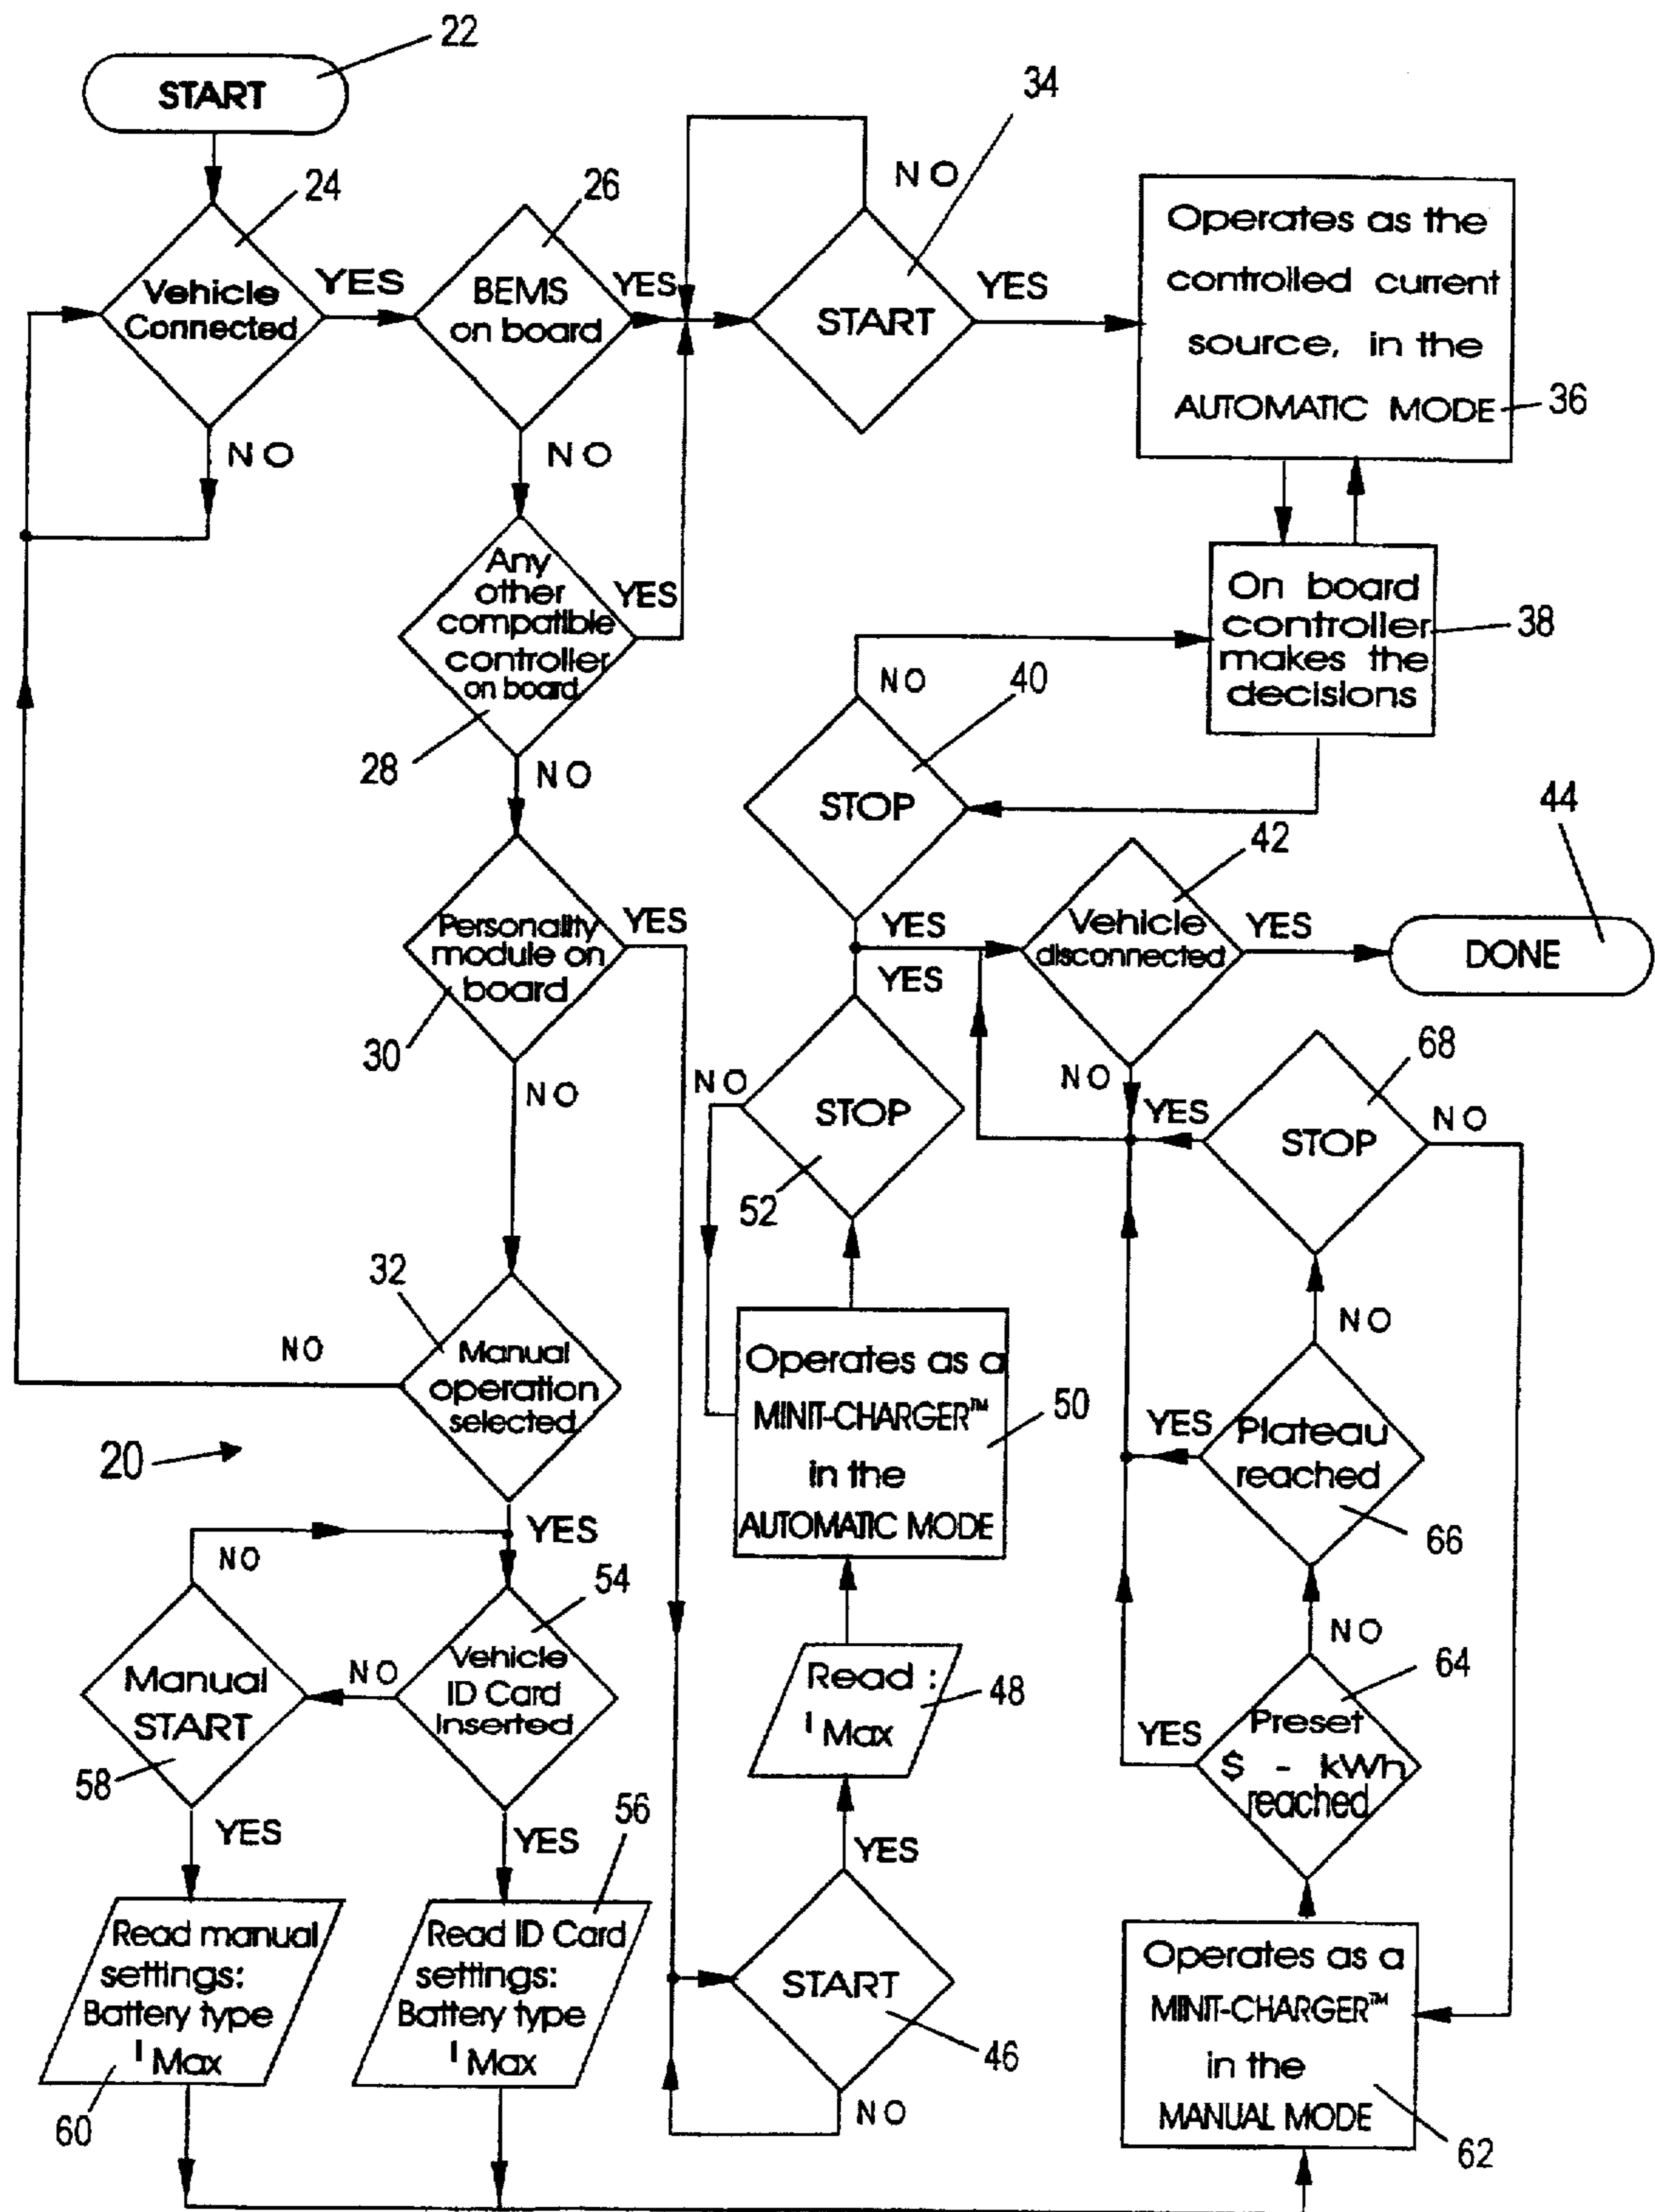 22
START
24
Vehicle
Connected
YES
NO
26
BEMS
on board
YES
NO
34
NO
START
YES
Operates as the
controlled current
source, in the
AUTOMATIC MODE
36
Any
other
compatible
controller
on board
YES
28
NO
On board
controller
makes the
decisions
38
NO
40
STOP
YES
42
Vehicle
disconnected
YES
NO
44
DONE
Personality
module on
board
YES
30
NO
YES
NO
STOP
52
68
YES
STOP
NO
NO
32
NO
Manual
operation
selected
YES
20
Operates as a
MINIT-CHARGER™
in the
AUTOMATIC MODE
50
YES
Plateau
reached
66
NO
NO
Manual
START
58
YES
54
Vehicle
ID Card
Inserted
NO
YES
Read :
I Max
48
64
YES
Preset
$ - kWh
reached
56
Read manual
settings:
Battery type
I Max
60
Read ID Card
settings:
Battery type
I Max
YES
START
46
NO
Operates as a
MINIT-CHARGER™
in the
MANUAL MODE
62